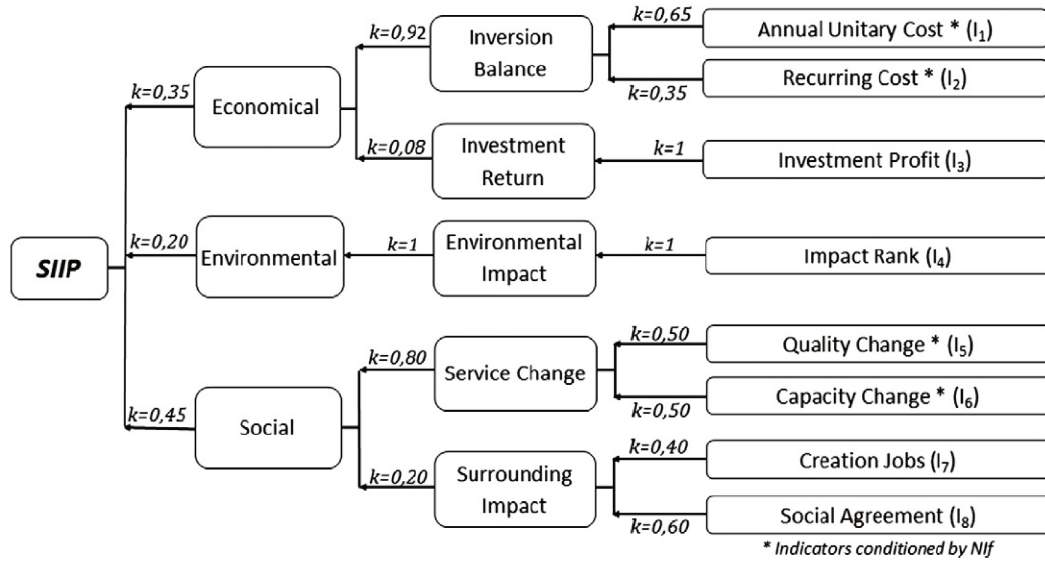 SIIP
k=0,35
Economical
k=0,92
Inversion
Balance
k=0,65
Annual Unitary Cost * (I₁)
k=0,35
Recurring Cost * (I₂)
k=0,08
Investment
Return
k=1
Investment Profit (I₃)
k=0,20
Environmental
k=1
Environmental
Impact
k=1
Impact Rank (I₄)
k=0,45
Social
k=0,80
Service Change
k=0,50
Quality Change * (I₅)
k=0,50
Capacity Change * (I₆)
k=0,20
Surrounding
Impact
k=0,40
Creation Jobs (I₇)
k=0,60
Social Agreement (I₈)
* Indicators conditioned by NIf